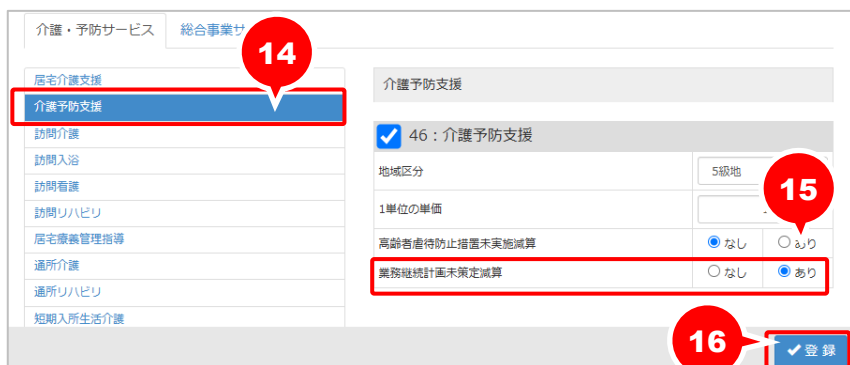 介護・予防サービス 総合事業サ
14
居宅介護支援
介護予防支援
訪問介護
訪問入浴
訪問看護
訪問リハビリ
居宅療養管理指導
通所介護
通所リハビリ
短期入所生活介護
介護予防支援
46：介護予防支援
地域区分 5級地
15
1単位の単価
高齢者虐待防止措置未実施減算 なし あり
業務継続計画未策定減算 なし あり
16
登録